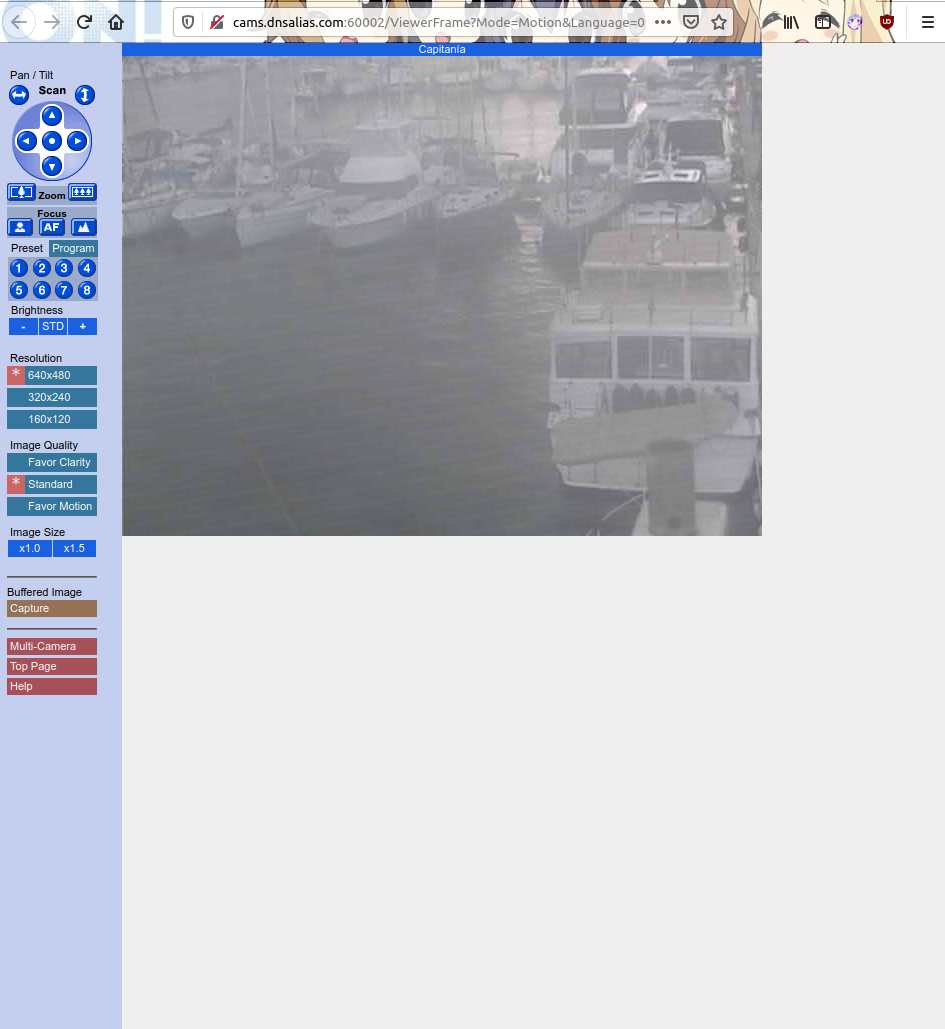 cams.dnsalias.com:60002/ViewerFrame?Mode=Motion&Language=0
Capitanía
Pan / Tilt
Scan
Zoom
Focus
AF
Preset Program
1 2 3 4
5 6 7 8
Brightness
- STD +
Resolution
* 640x480
320x240
160x120
Image Quality
Favor Clarity
* Standard
Favor Motion
Image Size
x1.0 x1.5
Buffered Image
Capture
Multi-Camera
Top Page
Help